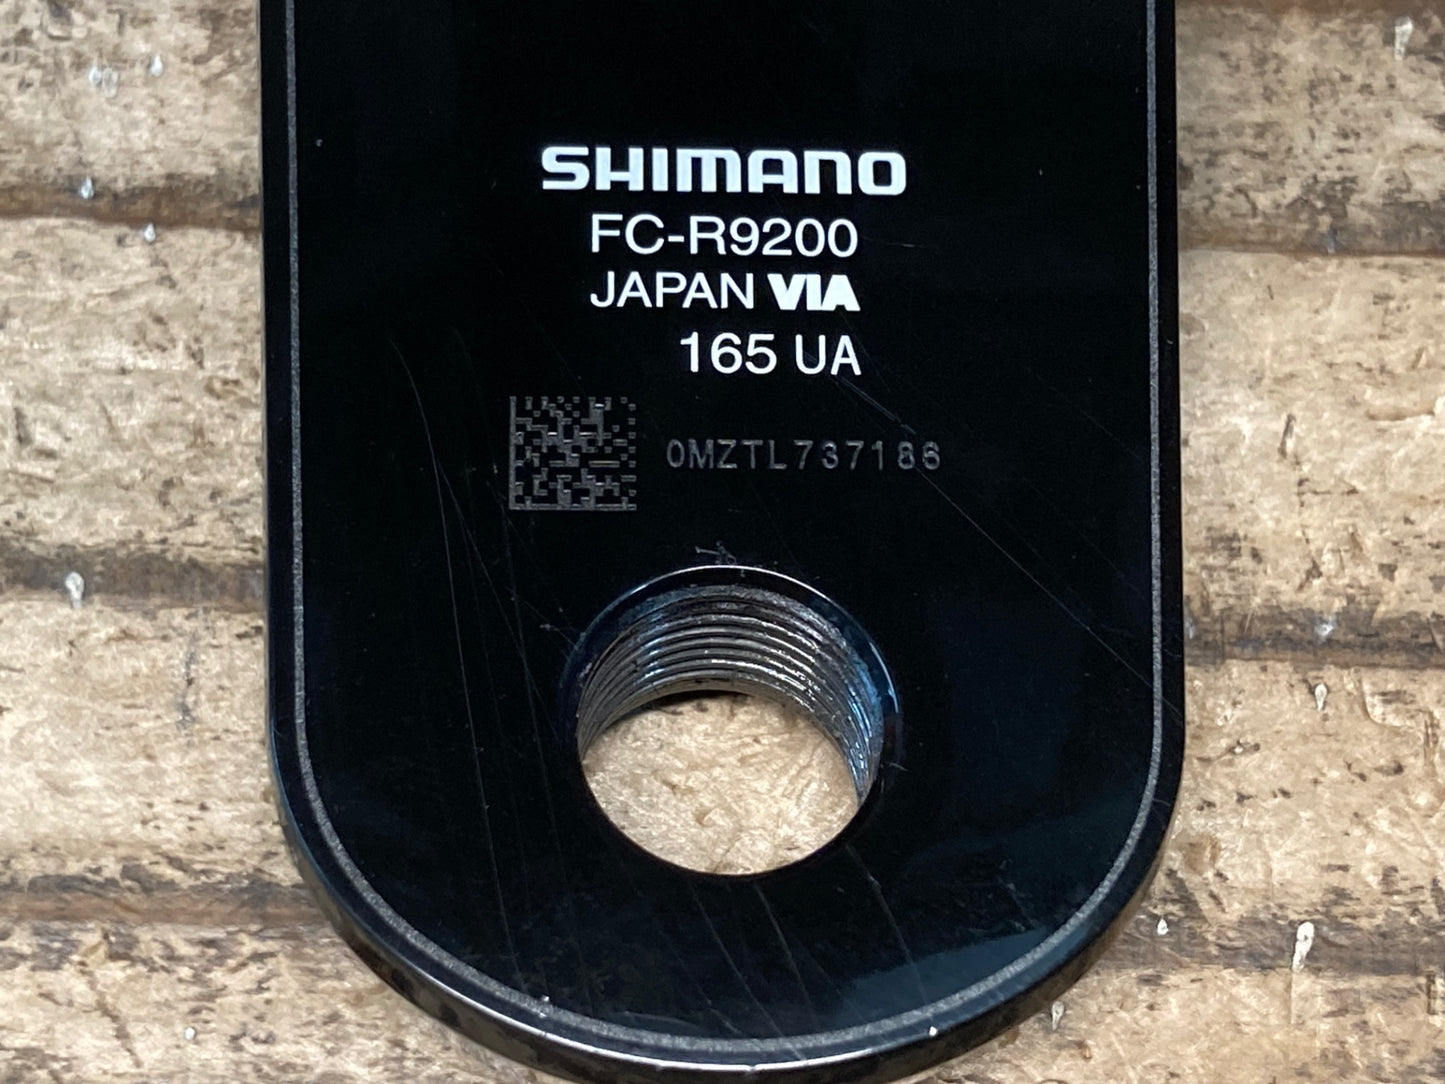 SHIMANO
FC-R9200
JAPAN VIA
165 UA
0MZTL737186